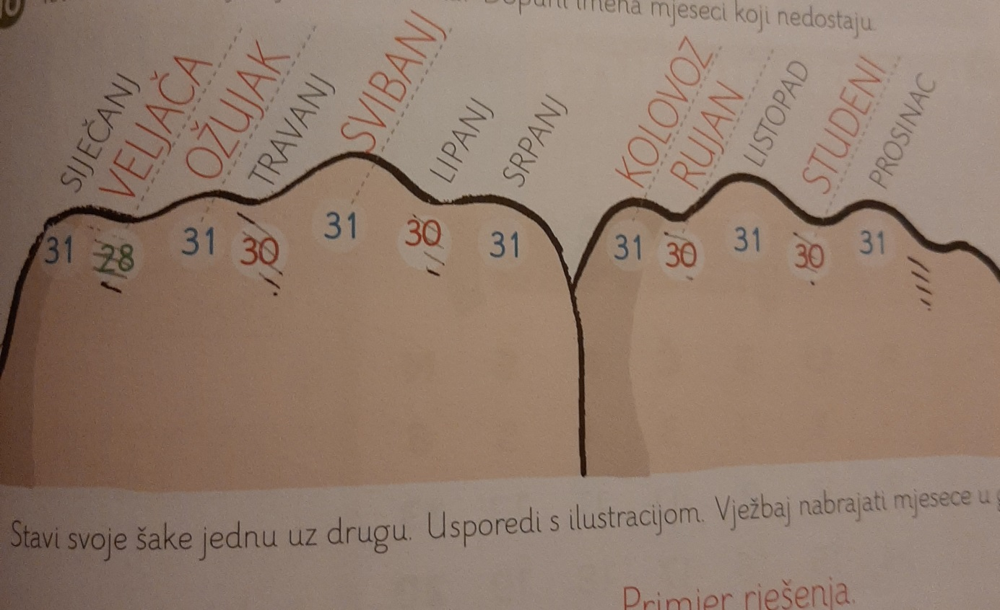 imena mjeseci koji nedostaju
SIJEČANJ
VELJAČA
OŽUJAK
TRAVANJ
SVIBANJ
LIPANJ
SRPANJ
KOLOVOZ
RUJAN
LISTOPAD
STUDENI
PROSINAC
31 28 31 30 31 30 31 31 30 31 30 31
Stavi svoje šake jednu uz drugu. Usporedi s ilustracijom. Vježbaj nabrajati mjesece u
Primjer rješenja.